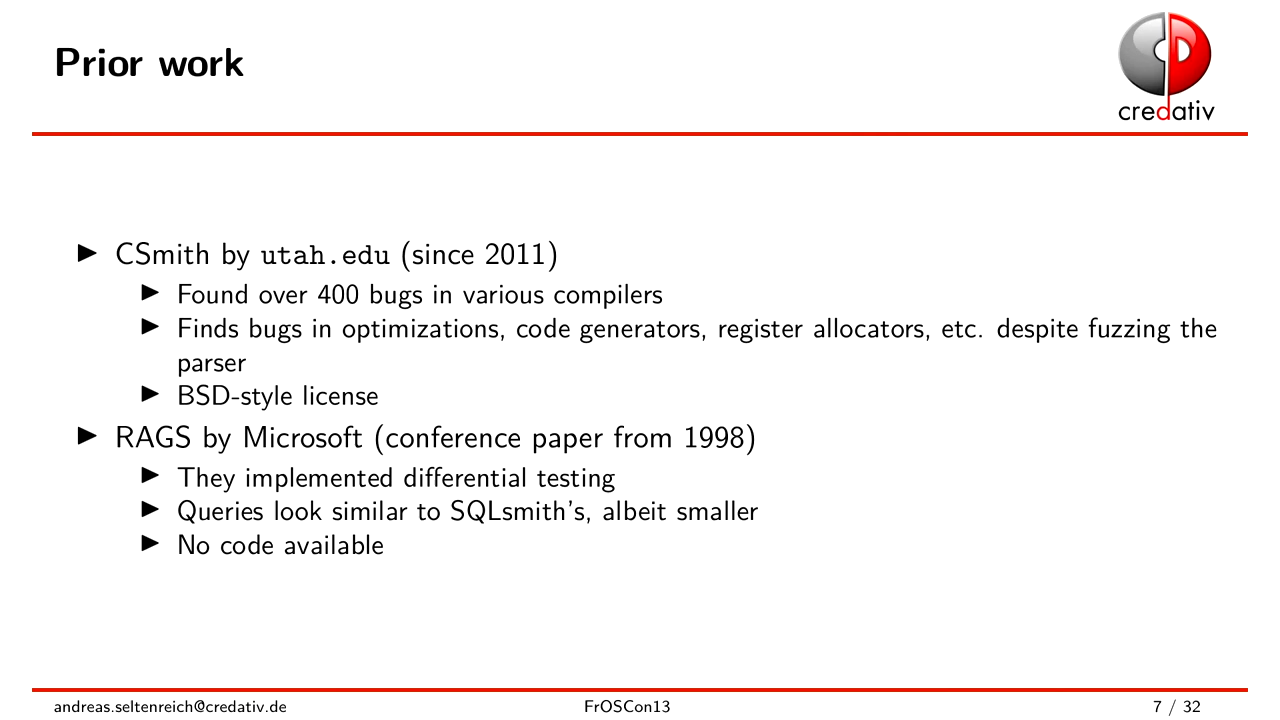 Prior work
credativ
▶ CSmith by utah.edu (since 2011)
▶ Found over 400 bugs in various compilers
▶ Finds bugs in optimizations, code generators, register allocators, etc. despite fuzzing the
parser
▶ BSD-style license
▶ RAGS by Microsoft (conference paper from 1998)
▶ They implemented differential testing
▶ Queries look similar to SQLsmith's, albeit smaller
▶ No code available
andreas.seltenreich@credativ.de FrOSCon13 7 / 32